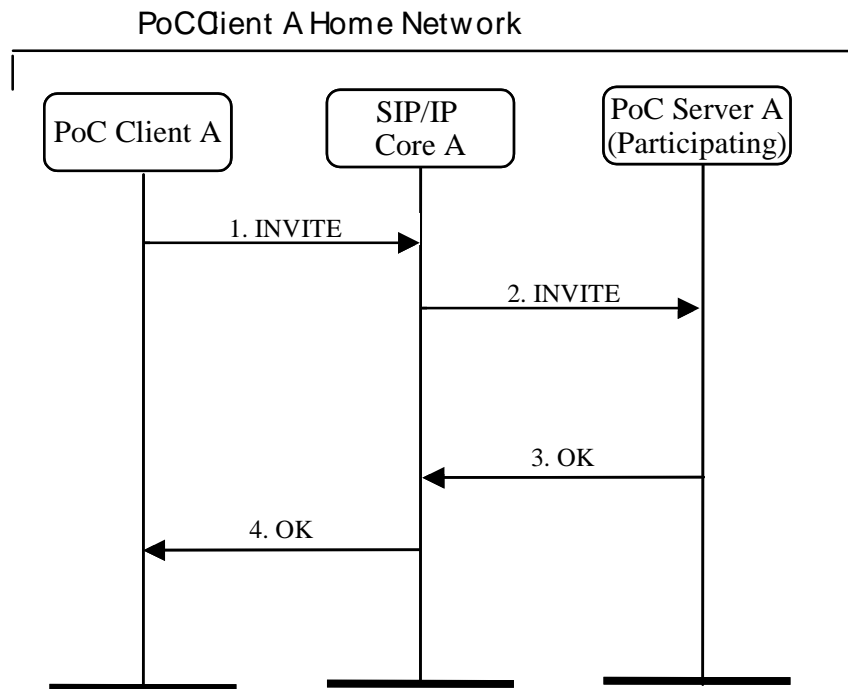 PoCClient A Home Network
PoC Client A
SIP/IP
Core A
PoC Server A
(Participating)
1. INVITE
2. INVITE
3. OK
4. OK